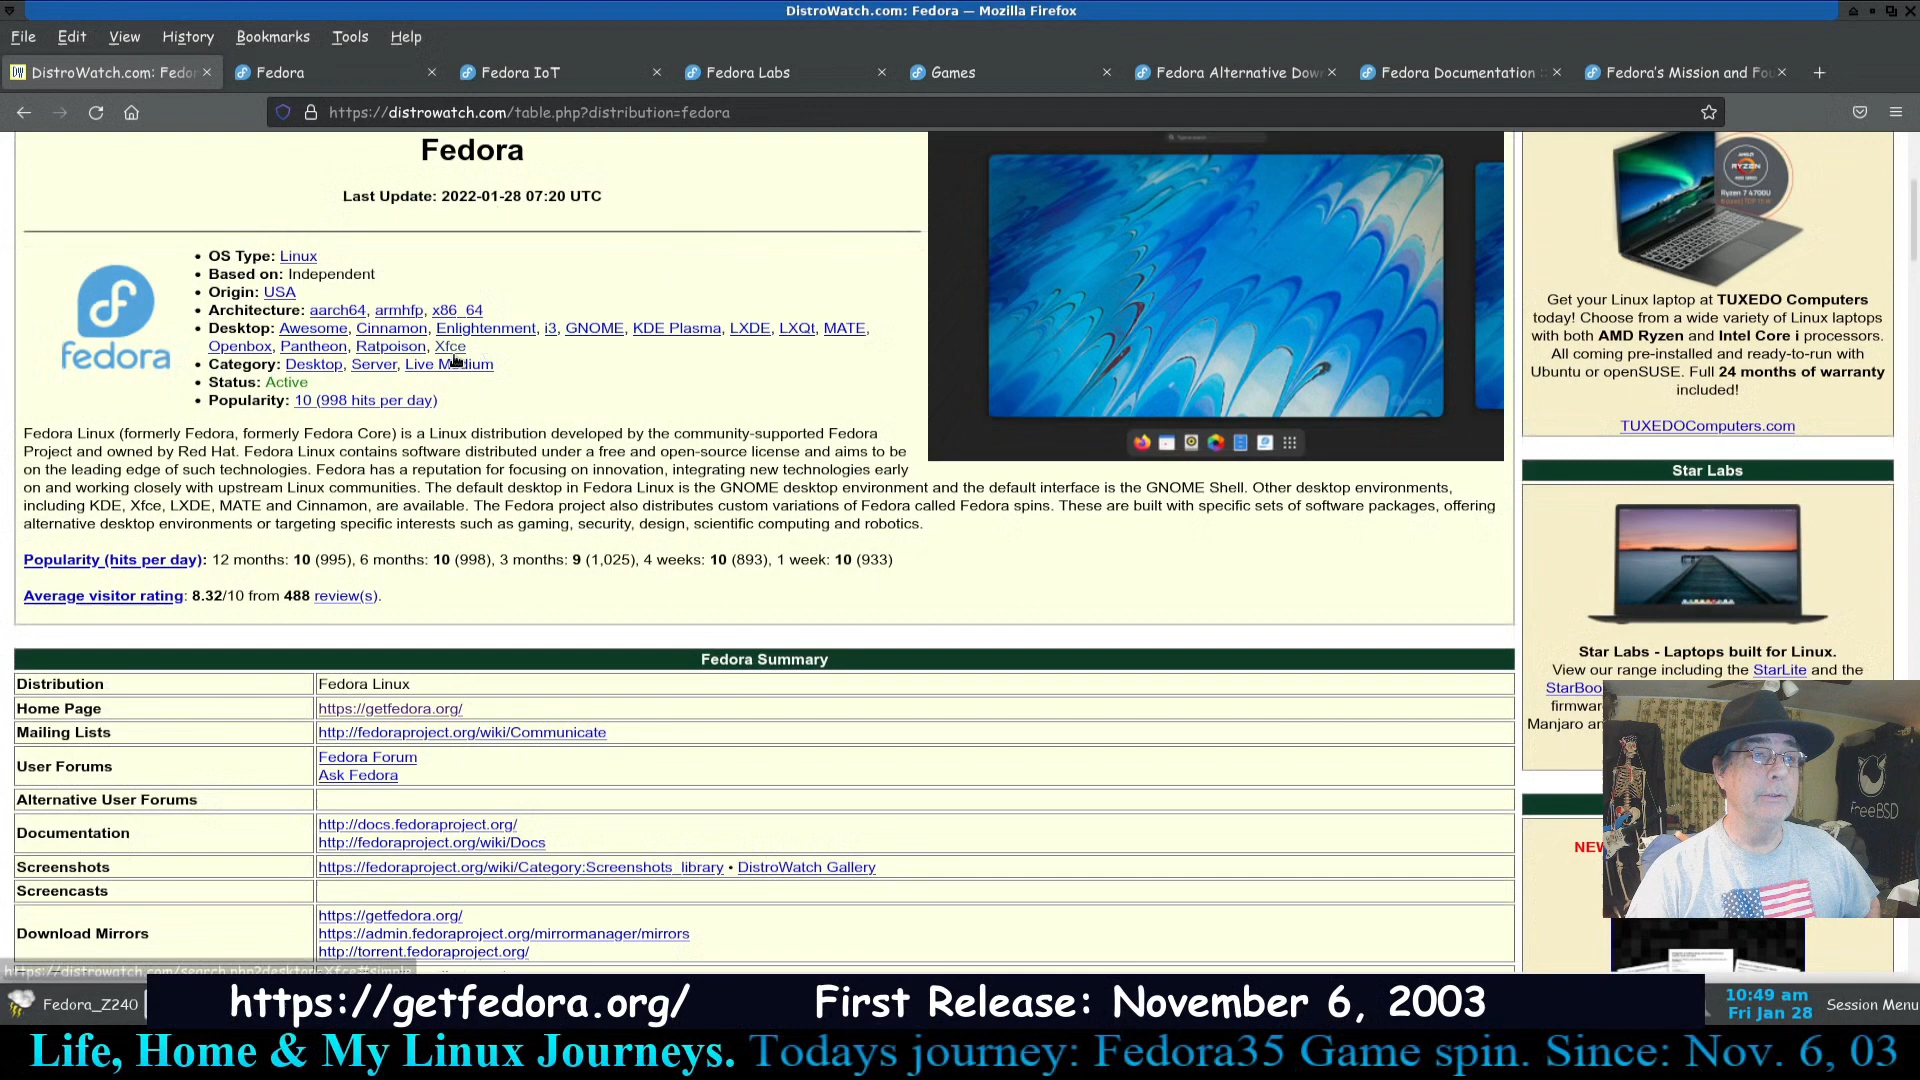 DistroWatch.com: Fedora — Mozilla Firefox
File Edit View History Bookmarks Tools Help
DistroWatch.com: Fedor
Fedora
Fedora IoT
Fedora Labs
Games
Fedora Alternative Dow
Fedora Documentation ::
Fedora's Mission and Fou
https://distrowatch.com/table.php?distribution=fedora
Fedora
Last Update: 2022-01-28 07:20 UTC
fedora
• OS Type: Linux
• Based on: Independent
• Origin: USA
• Architecture: aarch64, armhfp, x86_64
• Desktop: Awesome, Cinnamon, Enlightenment, i3, GNOME, KDE Plasma, LXDE, LXQt, MATE,
Openbox, Pantheon, Ratpoison, Xfce
• Category: Desktop, Server, Live Medium
• Status: Active
• Popularity: 10 (998 hits per day)
Fedora Linux (formerly Fedora, formerly Fedora Core) is a Linux distribution developed by the community-supported Fedora
Project and owned by Red Hat. Fedora Linux contains software distributed under a free and open-source license and aims to be
on the leading edge of such technologies. Fedora has a reputation for focusing on innovation, integrating new technologies early
on and working closely with upstream Linux communities. The default desktop in Fedora Linux is the GNOME desktop environment and the default interface is the GNOME Shell. Other desktop environments,
including KDE, Xfce, LXDE, MATE and Cinnamon, are available. The Fedora project also distributes custom variations of Fedora called Fedora spins. These are built with specific sets of software packages, offering
alternative desktop environments or targeting specific interests such as gaming, security, design, scientific computing and robotics.
Popularity (hits per day): 12 months: 10 (995), 6 months: 10 (998), 3 months: 9 (1,025), 4 weeks: 10 (893), 1 week: 10 (933)
Average visitor rating: 8.32/10 from 488 review(s).
Fedora Summary
Distribution Fedora Linux
Home Page https://getfedora.org/
Mailing Lists http://fedoraproject.org/wiki/Communicate
User Forums Fedora Forum
Ask Fedora
Alternative User Forums
Documentation http://docs.fedoraproject.org/
http://fedoraproject.org/wiki/Docs
Screenshots https://fedoraproject.org/wiki/Category:Screenshots_library • DistroWatch Gallery
Screencasts
Download Mirrors https://getfedora.org/
https://admin.fedoraproject.org/mirrormanager/mirrors
http://torrent.fedoraproject.org/
https://distrowatch.com/search.php?desktop=Xfce#simple
AMD
RYZEN
Ryzen 7 4700U
Get your Linux laptop at TUXEDO Computers
today! Choose from a wide variety of Linux laptops
with both AMD Ryzen and Intel Core i processors.
All coming pre-installed and ready-to-run with
Ubuntu or openSUSE. Full 24 months of warranty
included!
TUXEDOComputers.com
Star Labs
Star Labs - Laptops built for Linux.
View our range including the StarLite and the
StarBoo
firmwar
Manjaro an
NEW
FreeBSD
Fedora_Z240
https://getfedora.org/ First Release: November 6, 2003
10:49 am
Fri Jan 28
Session Menu
Life, Home & My Linux Journeys. Todays journey: Fedora35 Game spin. Since: Nov. 6, 03